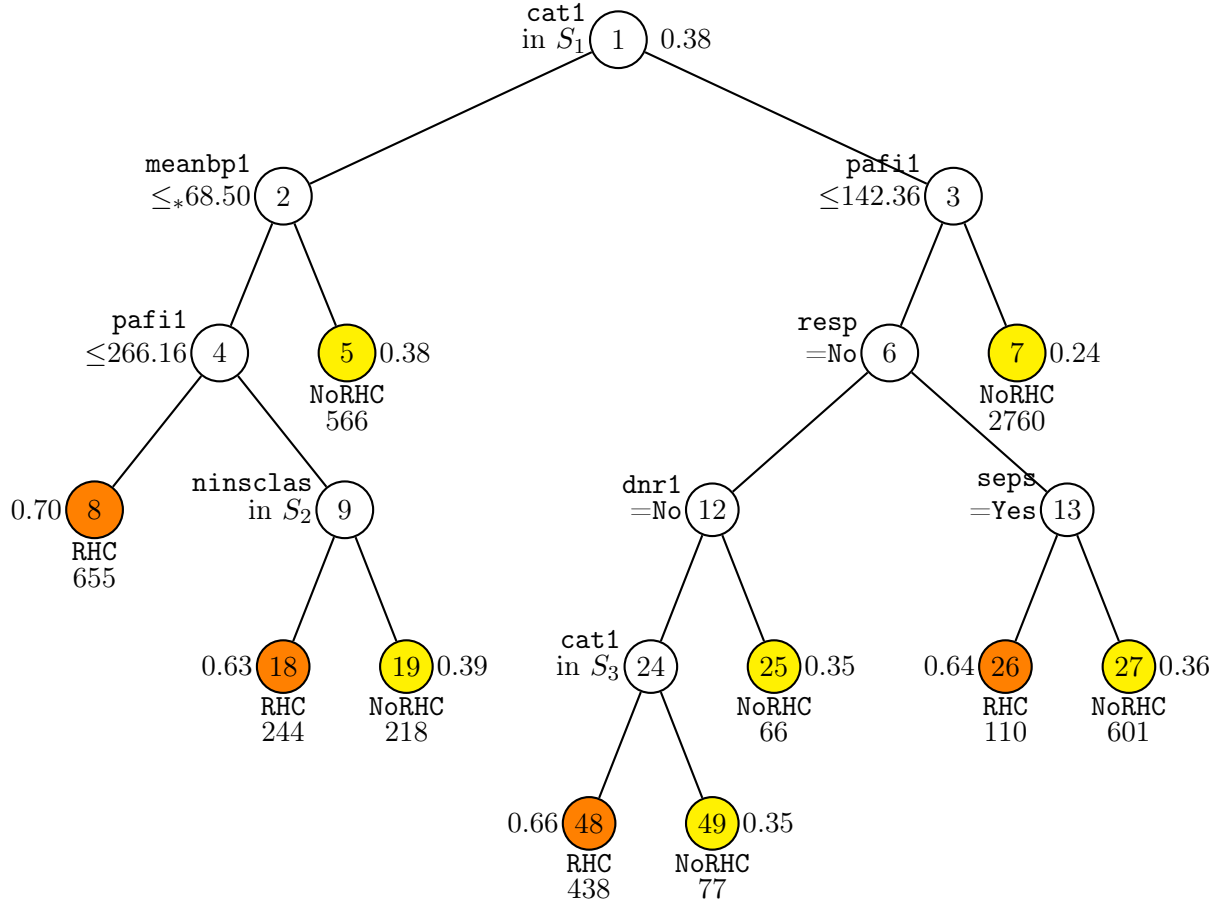 cat1
in S₁
1
0.38
meanbp1
≤*68.50
2
pafi1
≤142.36
3
pafi1
≤266.16
4
5
0.38
NoRHC
566
resp
=No
6
7
0.24
NoRHC
2760
0.70
8
RHC
655
ninsclas
in S₂
9
dnr1
=No
12
seps
=Yes
13
0.63
18
RHC
244
19
0.39
NoRHC
218
cat1
in S₃
24
25
0.35
NoRHC
66
0.64
26
RHC
110
27
0.36
NoRHC
601
0.66
48
RHC
438
49
0.35
NoRHC
77